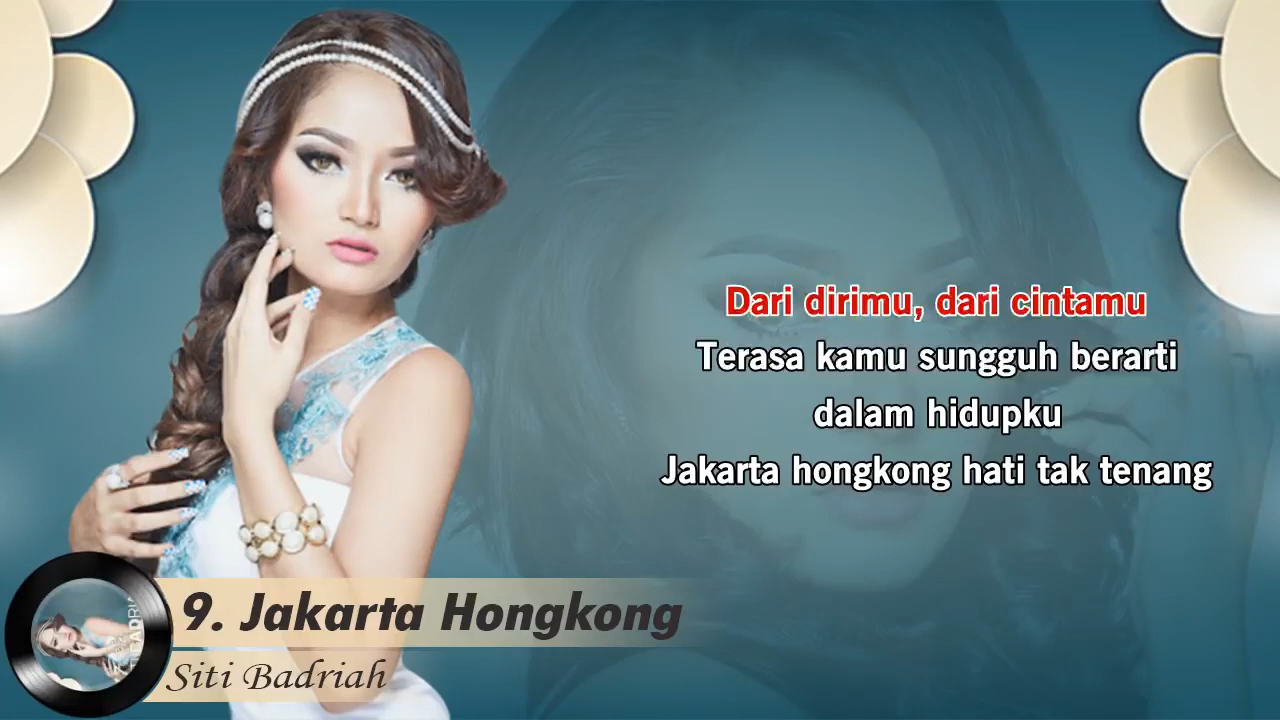 Dari dirimu, dari cintamu
Terasa kamu sungguh berarti
dalam hidupku
Jakarta hongkong hati tak tenang
9. Jakarta Hongkong
Siti Badriah